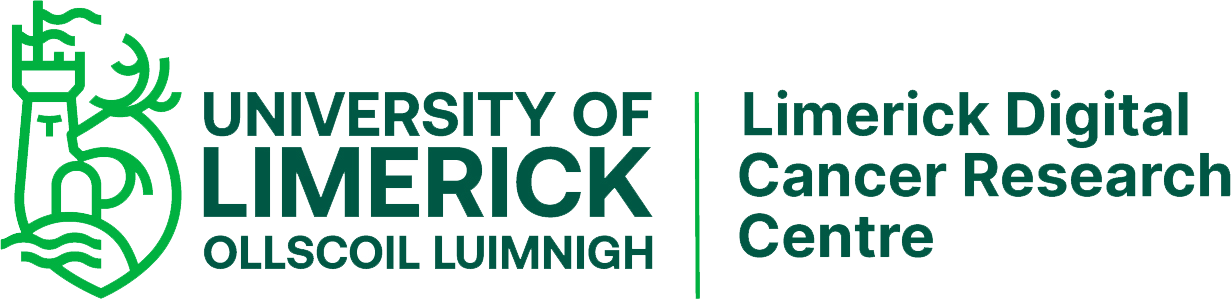 UNIVERSITY OF
LIMERICK
OLLSCOIL LUIMNIGH
Limerick Digital
Cancer Research
Centre